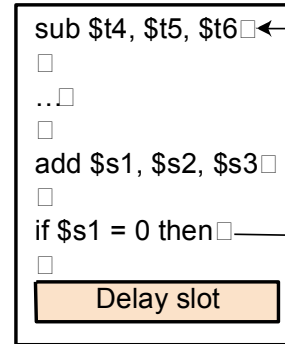 sub $t4, $t5, $t6
...
add $s1, $s2, $s3
if $s1 = 0 then
Delay slot